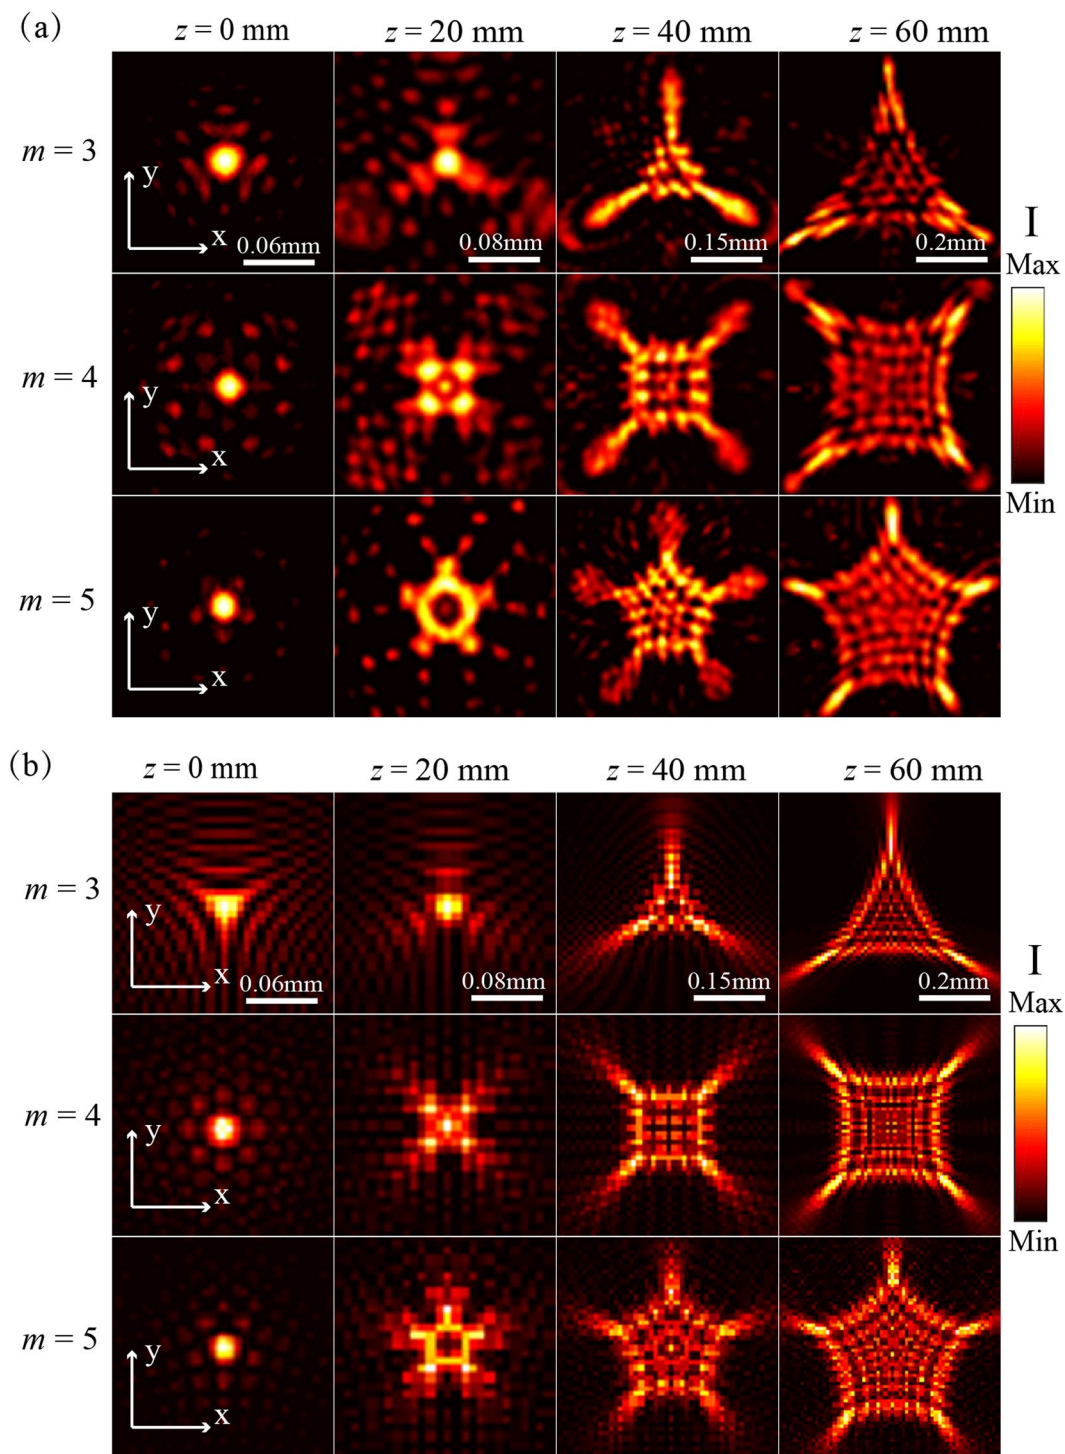 (a)
z = 0 mm z = 20 mm z = 40 mm z = 60 mm
m = 3
y
x
0.06mm
0.08mm
0.15mm
0.2mm
I
Max
m = 4
y
x
Min
m = 5
y
x
(b)
z = 0 mm z = 20 mm z = 40 mm z = 60 mm
m = 3
y
x
0.06mm
0.08mm
0.15mm
0.2mm
I
Max
m = 4
y
x
Min
m = 5
y
x